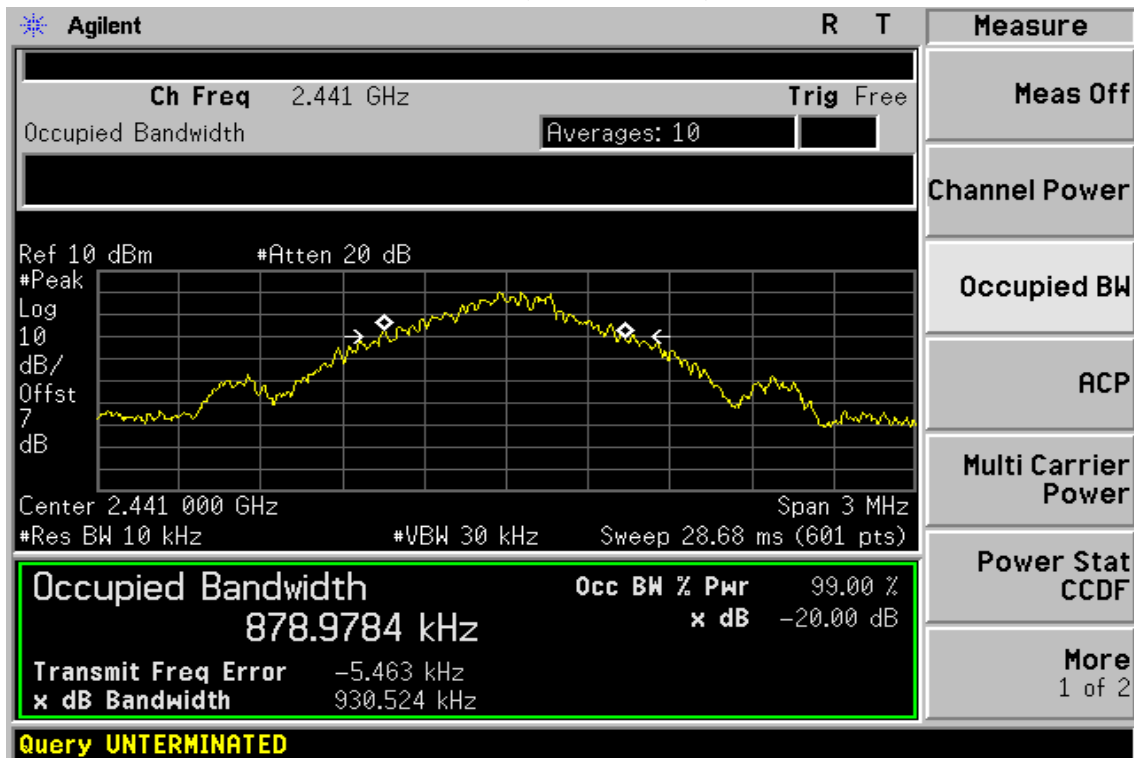 Agilent R T
Ch Freq 2.441 GHz Trig Free
Occupied Bandwidth Averages: 10
Ref 10 dBm #Atten 20 dB
#Peak
Log
10
dB/
Offst
7
dB
Center 2.441 000 GHz Span 3 MHz
#Res BW 10 kHz #VBW 30 kHz Sweep 28.68 ms (601 pts)
Occupied Bandwidth Occ BW % Pwr 99.00 %
878.9784 kHz x dB -20.00 dB
Transmit Freq Error -5.463 kHz
x dB Bandwidth 930.524 kHz
Query UNTERMINATED
Measure
Meas Off
Channel Power
Occupied BW
ACP
Multi Carrier
Power
Power Stat
CCDF
More
1 of 2